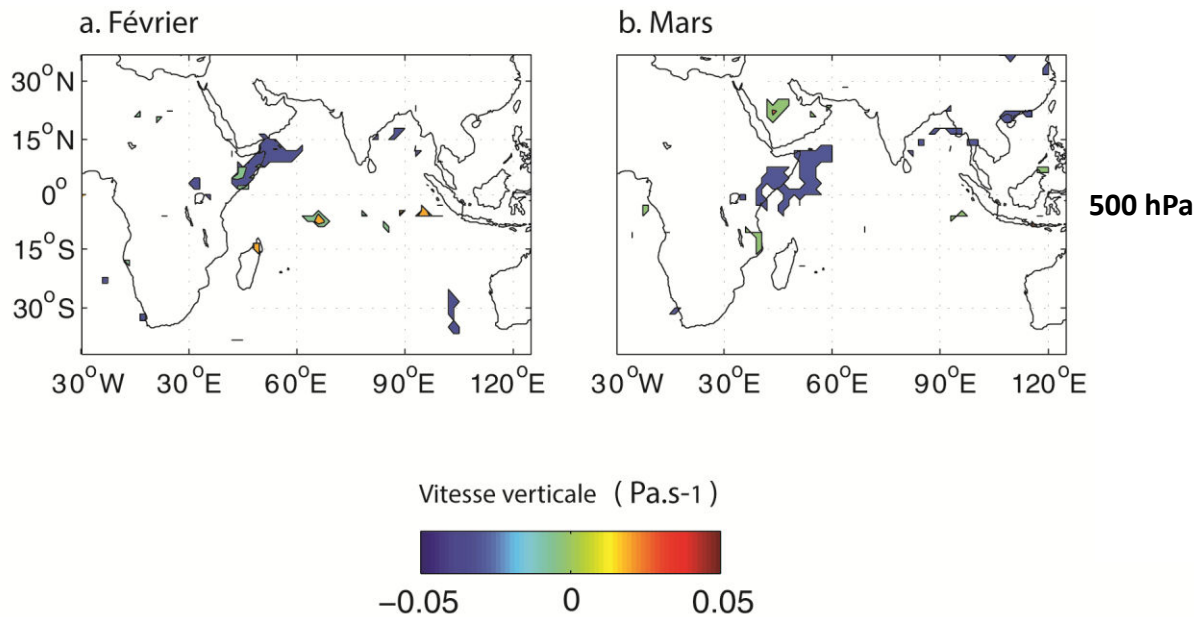 a. Février
b. Mars
30°N
15°N
0°
15°S
30°S
30°W
30°E
60°E
90°E
120°E
30°W
30°E
60°E
90°E
120°E
500 hPa
Vitesse verticale ( Pa.s-1 )
−0.05
0
0.05